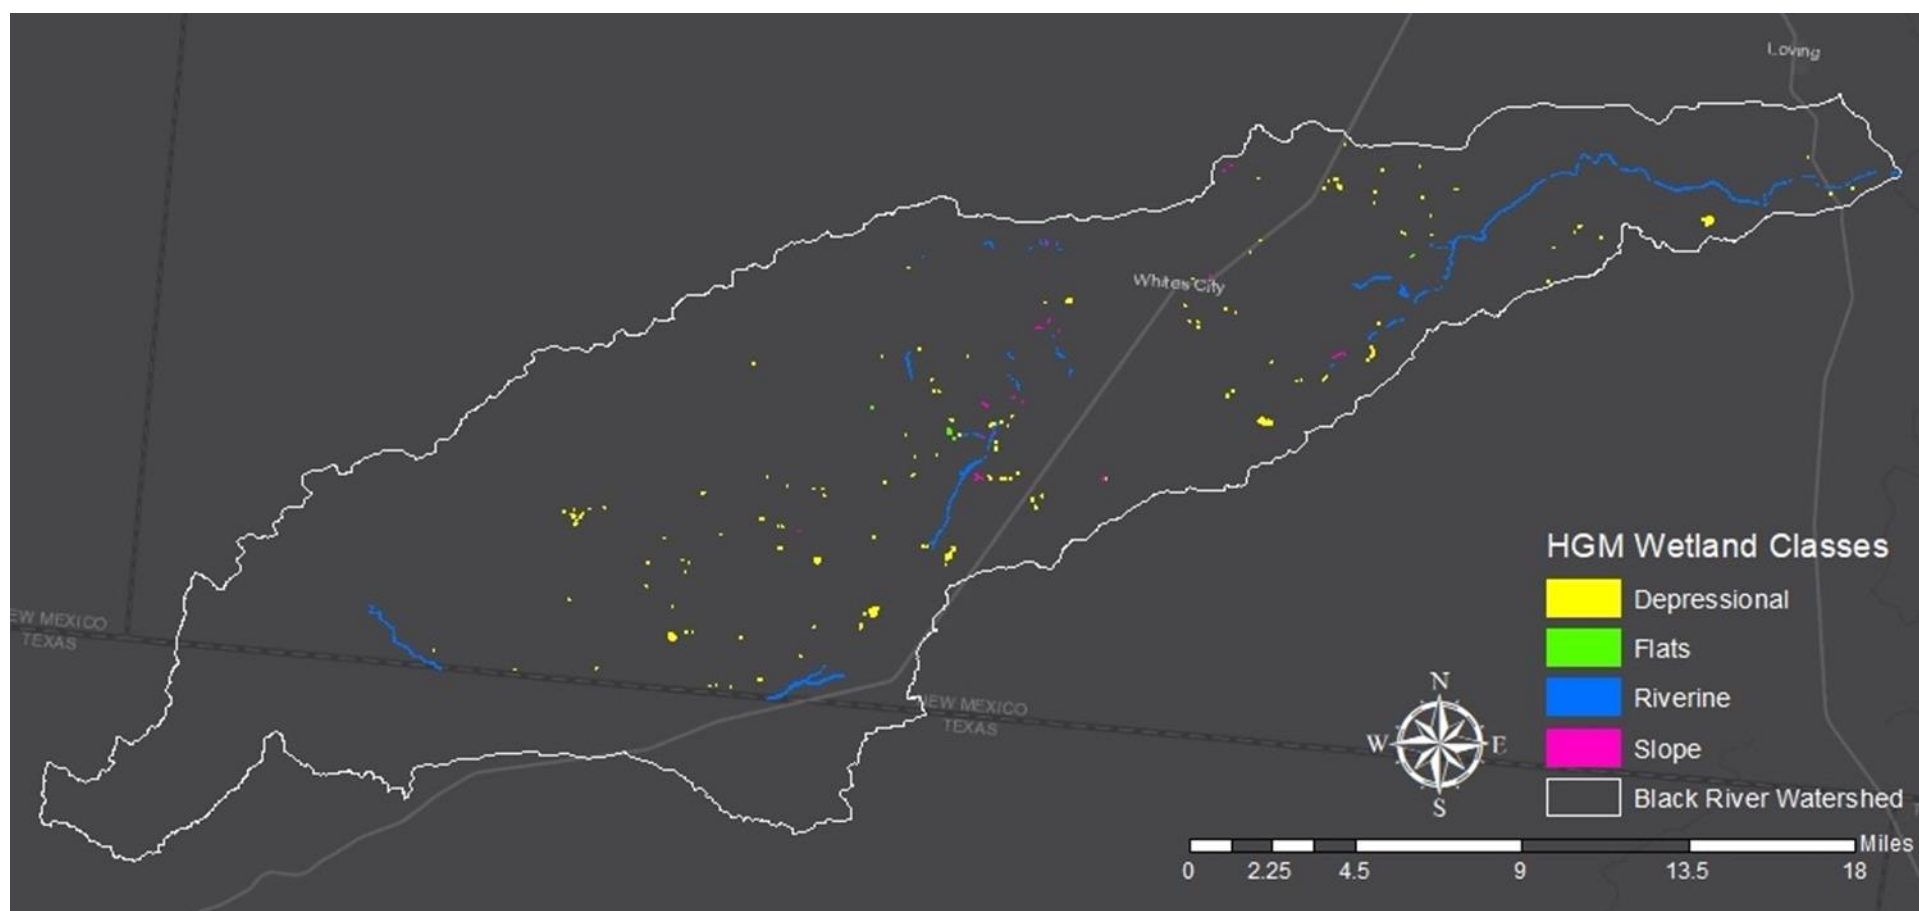 Loving
Whites City
HGM Wetland Classes
Depressional
Flats
Riverine
Slope
Black River Watershed
EW MEXICO
TEXAS
NEW MEXICO
TEXAS
N
W
E
S
Miles
0 2.25 4.5 9 13.5 18